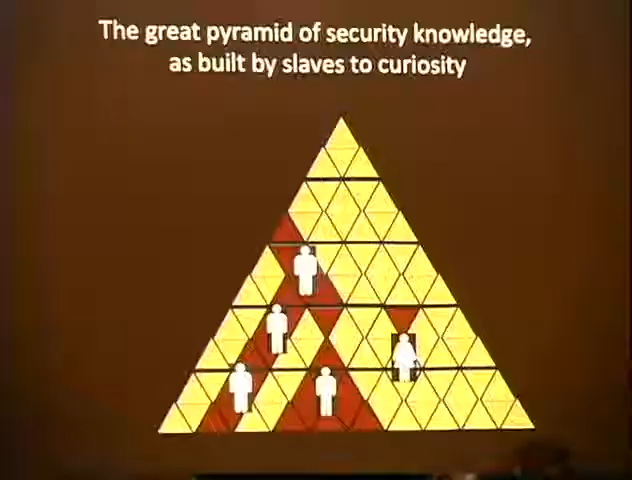 The great pyramid of security knowledge,
as built by slaves to curiosity